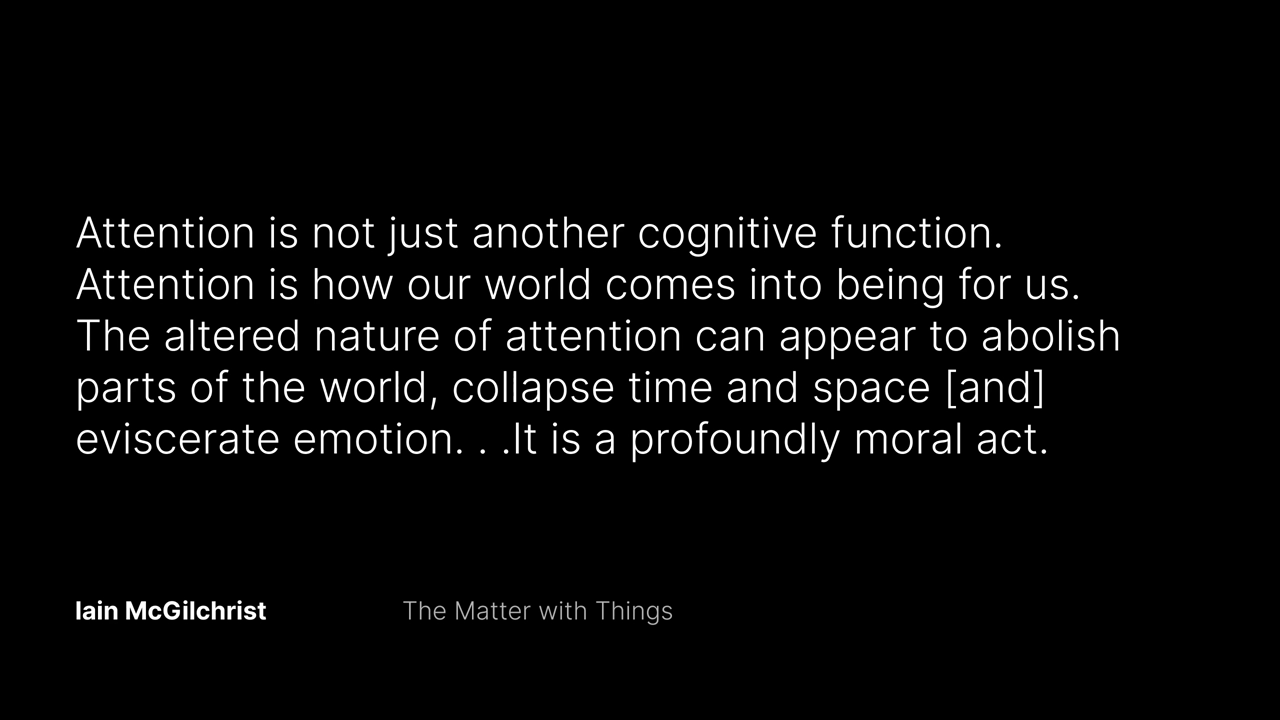 Attention is not just another cognitive function.
Attention is how our world comes into being for us.
The altered nature of attention can appear to abolish
parts of the world, collapse time and space [and]
eviscerate emotion. . .It is a profoundly moral act.
Iain McGilchrist
The Matter with Things